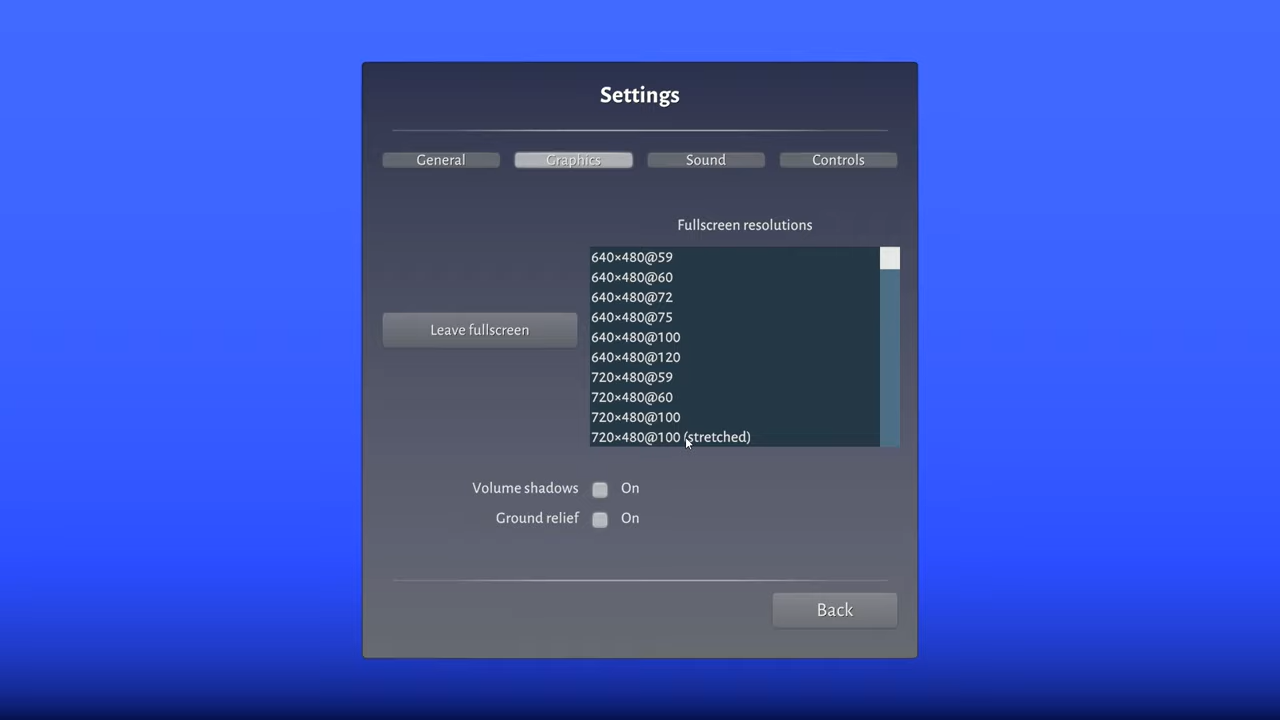 Settings
General Graphics Sound Controls
Fullscreen resolutions
640×480@59
640×480@60
640×480@72
640×480@75
640×480@100
640×480@120
720×480@59
720×480@60
720×480@100
720×480@100 (stretched)
Leave fullscreen
Volume shadows On
Ground relief On
Back